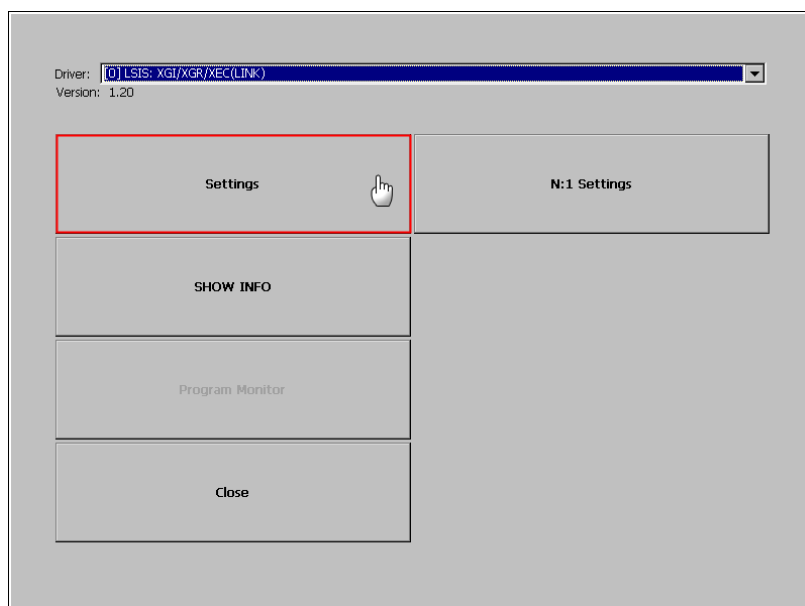 Driver: [0] LSIS: XGI/XGR/XEC(LINK)
Version: 1.20
Settings
N:1 Settings
SHOW INFO
Program Monitor
Close